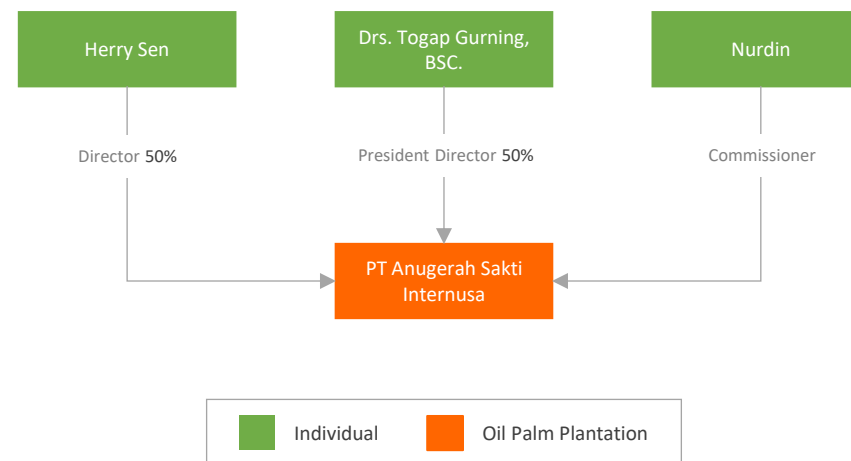 Herry Sen
Drs. Togap Gurning,
BSC.
Nurdin
Director 50%
President Director 50%
Commissioner
PT Anugerah Sakti
Internusa
Individual
Oil Palm Plantation